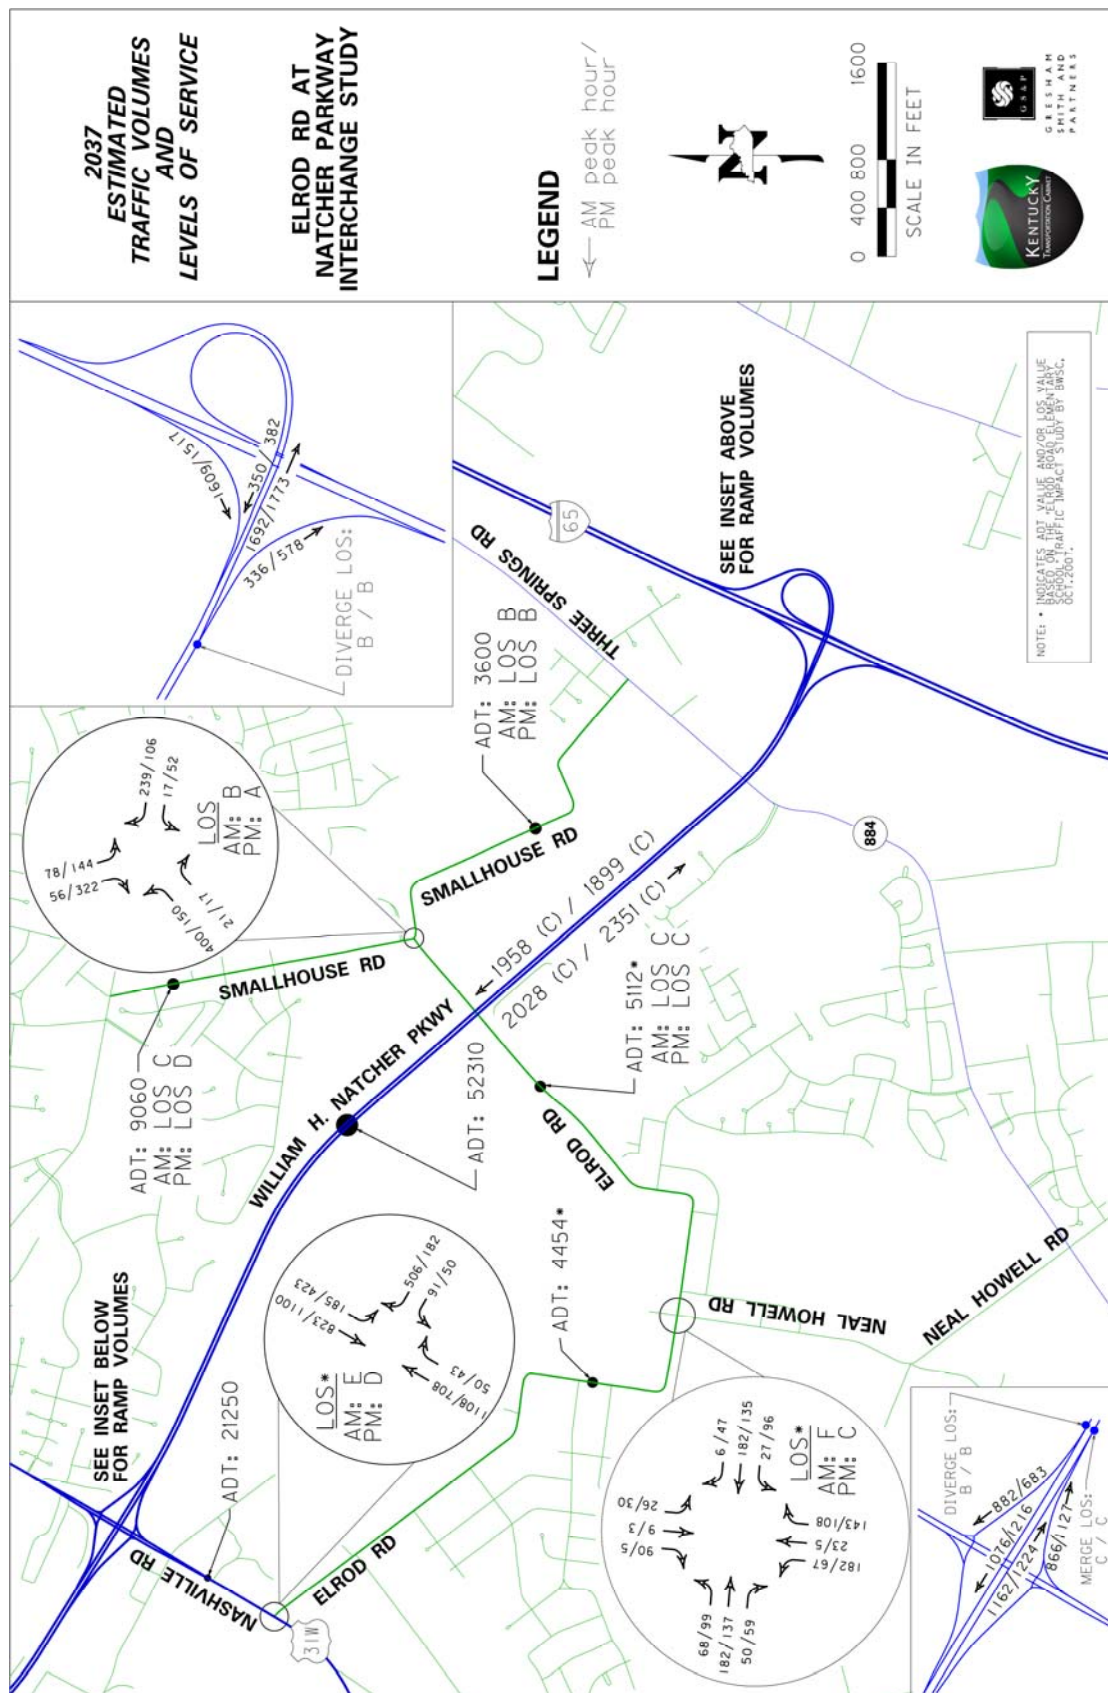 2037
ESTIMATED
TRAFFIC VOLUMES
AND
LEVELS OF SERVICE
ELROD RD AT
NATCHER PARKWAY
INTERCHANGE STUDY
LEGEND
AM peak hour/
PM peak hour
N
0 400 800 1600
SCALE IN FEET
KENTUCKY
TRANSPORTATION CABINET
GS&P
GRESHAM
SMITH AND
PARTNERS
1609/1517
350 / 382
1692/1773
336 / 578
DIVERGE LOS:
B / B
SEE INSET ABOVE
FOR RAMP VOLUMES
NOTE: * INDICATES ADT VALUE AND/OR LOS VALUE
BASED ON THE ELROD ROAD ELEMENTARY
SCHOOL TRAFFIC IMPACT STUDY BY BWSC,
OCT.2007.
65
THREE SPRINGS RD
ADT: 3600
AM: LOS B
PM: LOS B
SMALLHOUSE RD
884
78/144
56/322
239/106
17/52
400/150
21/17
LOS
AM: B
PM: A
SMALLHOUSE RD
ADT: 9060
AM: LOS C
PM: LOS D
WILLIAM H. NATCHER PKWY
1958 (C) / 1899 (C)
2028 (C) / 2351 (C)
ADT: 52310
ADT: 5112*
AM: LOS C
PM: LOS C
ELROD RD
SEE INSET BELOW
FOR RAMP VOLUMES
ADT: 21250
NASHVILLE RD
31W
ELROD RD
185/423
823/1100
506/182
91/50
1108/708
50/43
LOS*
AM: E
PM: D
ADT: 4454*
NEAL HOWELL RD
NEAL HOWELL RD
26/30
9/3
90/5
6/47
182/135
27/96
68/99
182/137
50/59
143/108
23/5
182/67
LOS*
AM: F
PM: C
DIVERGE LOS:
B / B
882/683
1076/1216
1162/1224
866/1127
MERGE LOS:
C / C